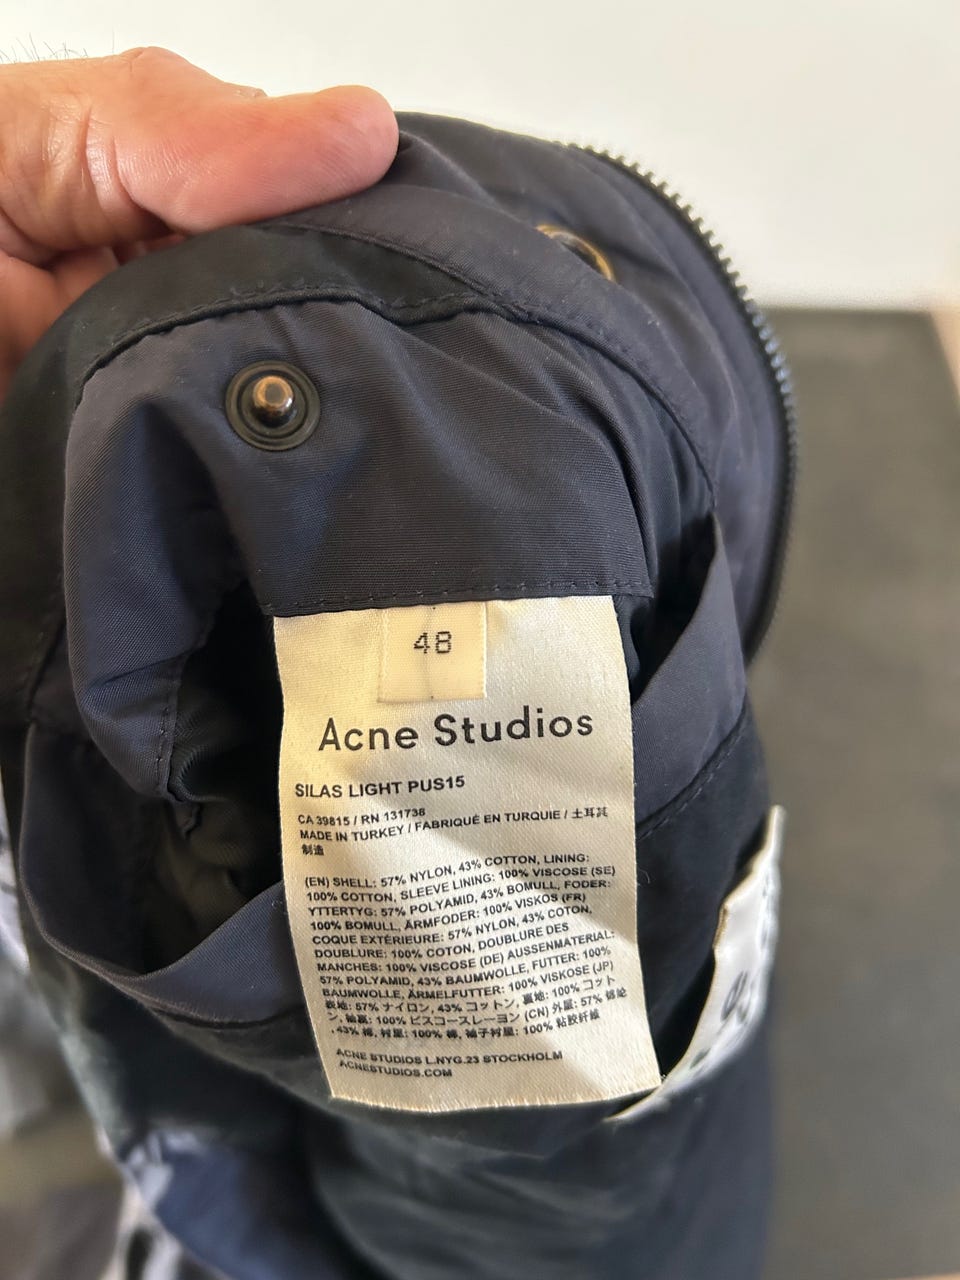 48
Acne Studios
SILAS LIGHT PUS15
CA 39815 / RN 131738
MADE IN TURKEY / FABRIQUÉ EN TURQUIE / 土耳其
制造
(EN) SHELL: 57% NYLON, 43% COTTON, LINING:
100% COTTON, SLEEVE LINING: 100% VISCOSE (SE)
YTTERTYG: 57% POLYAMID, 43% BOMULL, FODER:
100% BOMULL, ÄRMFODER: 100% VISKOS (FR)
COQUE EXTÉRIEURE: 57% NYLON, 43% COTON,
DOUBLURE: 100% COTON, DOUBLURE DES
MANCHES: 100% VISCOSE (DE) AUSSENMATERIAL:
57% POLYAMID, 43% BAUMWOLLE, FUTTER: 100%
BAUMWOLLE, ÄRMELFUTTER: 100% VISKOSE (JP)
表地: 57% ナイロン, 43% コットン, 裏地: 100% コット
ン, 袖裏: 100% ビスコースレーヨン (CN) 外层: 57%
, 43% 棉, 衬里: 100% 棉, 袖子衬里: 100% 粘胶纤维
ACNE STUDIOS L.NYG.23 STOCKHOLM
ACNESTUDIOS.COM